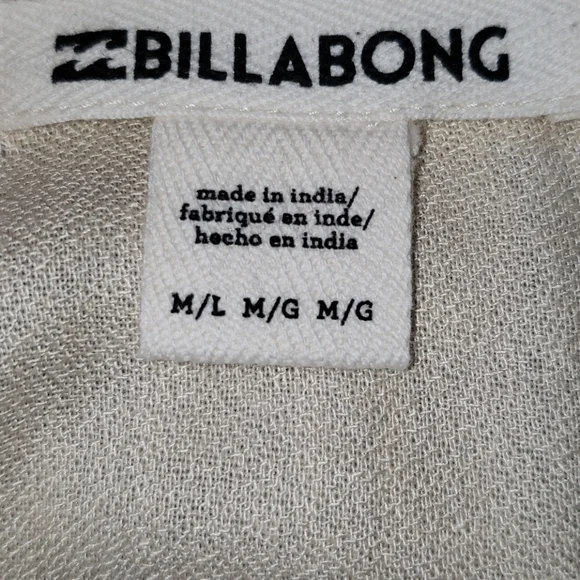 BILLABONG
made in india/
fabriqué en inde/
hecho en india
M/L M/G M/G